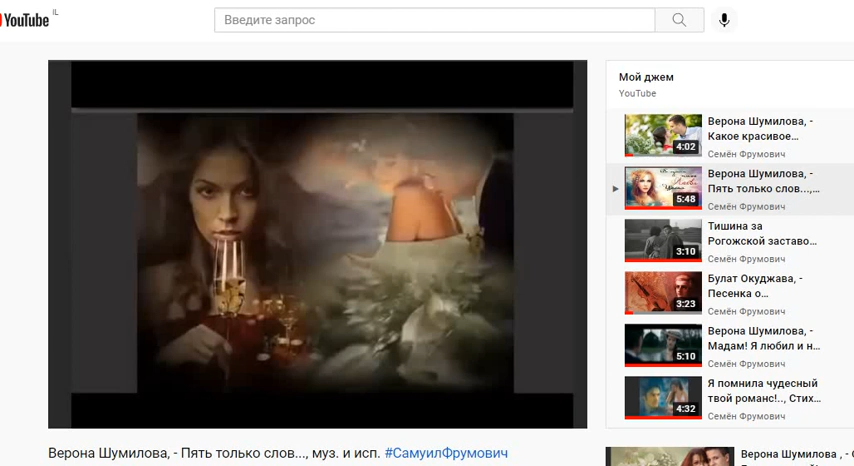 YouTube IL
Введите запрос
Мой джем
YouTube
Верона Шумилова, -
Какое красивое...
4:02
Семён Фрумович
Верона Шумилова, -
Пять только слов...,...
5:48
Семён Фрумович
Тишина за
Рогожской заставо...
3:10
Семён Фрумович
Булат Окуджава, -
Песенка о...
3:23
Семён Фрумович
Верона Шумилова, -
Мадам! Я любил и н...
5:10
Семён Фрумович
Я помнила чудесный
твой романс!.., Стих...
4:32
Семён Фрумович
Верона Шумилова, - Пять только слов..., муз. и исп. #СамуилФрумович
Верона Шумилова , -